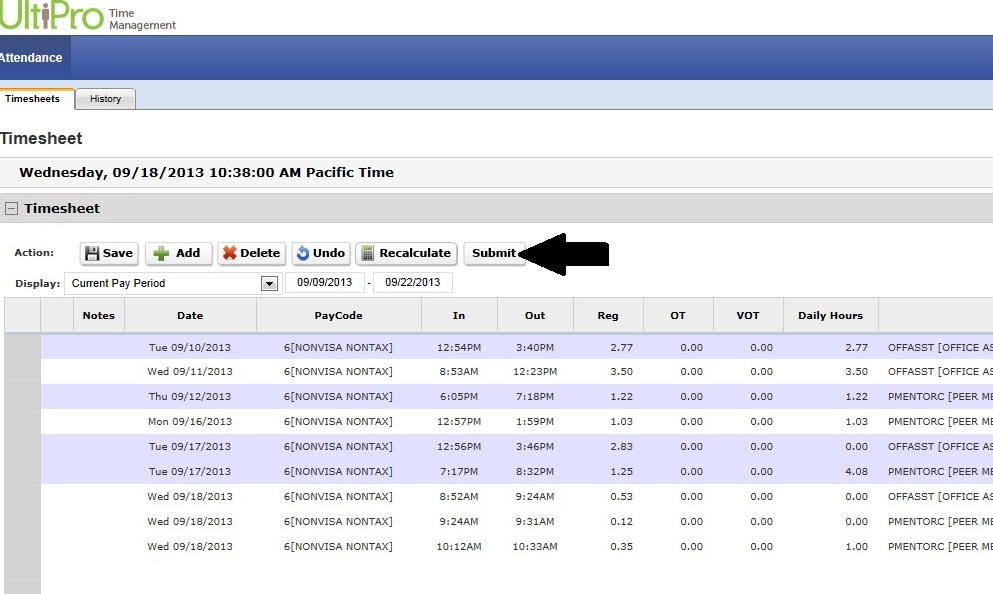 UltiPro Time Management
Attendance
Timesheets History
Timesheet
Wednesday, 09/18/2013 10:38:00 AM Pacific Time
Timesheet
Action: Save Add Delete Undo Recalculate Submit
Display: Current Pay Period 09/09/2013 - 09/22/2013
Notes Date PayCode In Out Reg OT VOT Daily Hours
Tue 09/10/2013 6[NONVISA NONTAX] 12:54PM 3:40PM 2.77 0.00 0.00 2.77 OFFASST [OFFICE AS
Wed 09/11/2013 6[NONVISA NONTAX] 8:53AM 12:23PM 3.50 0.00 0.00 3.50 OFFASST [OFFICE AS
Thu 09/12/2013 6[NONVISA NONTAX] 6:05PM 7:18PM 1.22 0.00 0.00 1.22 PMENTORC [PEER ME
Mon 09/16/2013 6[NONVISA NONTAX] 12:57PM 1:59PM 1.03 0.00 0.00 1.03 PMENTORC [PEER ME
Tue 09/17/2013 6[NONVISA NONTAX] 12:56PM 3:46PM 2.83 0.00 0.00 0.00 OFFASST [OFFICE AS
Tue 09/17/2013 6[NONVISA NONTAX] 7:17PM 8:32PM 1.25 0.00 0.00 4.08 PMENTORC [PEER ME
Wed 09/18/2013 6[NONVISA NONTAX] 8:52AM 9:24AM 0.53 0.00 0.00 0.00 OFFASST [OFFICE AS
Wed 09/18/2013 6[NONVISA NONTAX] 9:24AM 9:31AM 0.12 0.00 0.00 0.00 PMENTORC [PEER ME
Wed 09/18/2013 6[NONVISA NONTAX] 10:12AM 10:33AM 0.35 0.00 0.00 1.00 PMENTORC [PEER ME